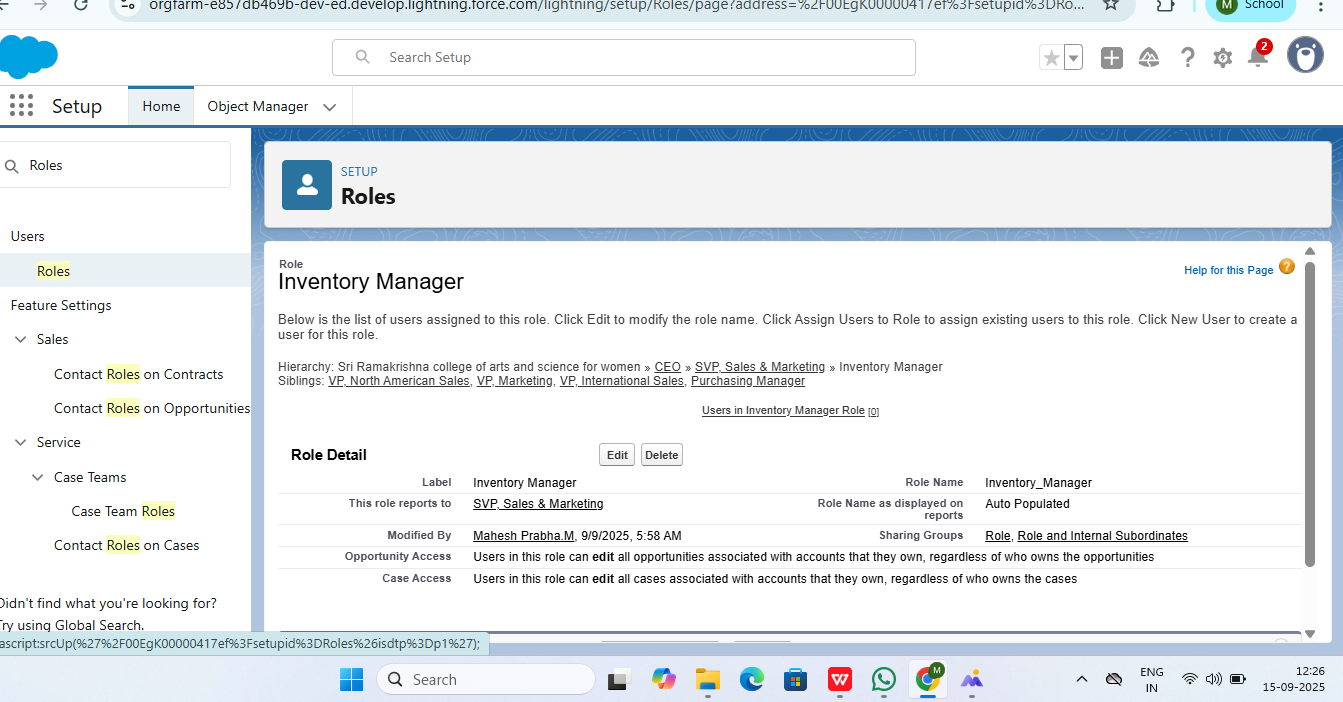 orgfarm-e857db469b-dev-ed.develop.lightning.force.com/lightning/setup/Roles/page?address=%2F00EgK00000417ef%3Fsetupid%3DRo...
M School
Search Setup
2
Setup
Home
Object Manager
Roles
SETUP
Roles
Users
Roles
Feature Settings
Sales
Contact Roles on Contracts
Contact Roles on Opportunities
Service
Case Teams
Case Team Roles
Contact Roles on Cases
Didn't find what you're looking for?
Try using Global Search.
Role
Inventory Manager
Help for this Page ?
Below is the list of users assigned to this role. Click Edit to modify the role name. Click Assign Users to Role to assign existing users to this role. Click New User to create a
user for this role.
Hierarchy: Sri Ramakrishna college of arts and science for women » CEO » SVP, Sales & Marketing » Inventory Manager
Siblings: VP, North American Sales, VP, Marketing, VP, International Sales, Purchasing Manager
Users in Inventory Manager Role [0]
Role Detail
Edit
Delete
Label Inventory Manager Role Name Inventory_Manager
This role reports to SVP, Sales & Marketing Role Name as displayed on
reports Auto Populated
Modified By Mahesh Prabha.M, 9/9/2025, 5:58 AM Sharing Groups Role, Role and Internal Subordinates
Opportunity Access Users in this role can edit all opportunities associated with accounts that they own, regardless of who owns the opportunities
Case Access Users in this role can edit all cases associated with accounts that they own, regardless of who owns the cases
ascript:srcUp(%27%2F00EgK00000417ef%3Fsetupid%3DRoles%26isdtp%3Dp1%27);
Search
W
M
ENG
IN
12:26
15-09-2025